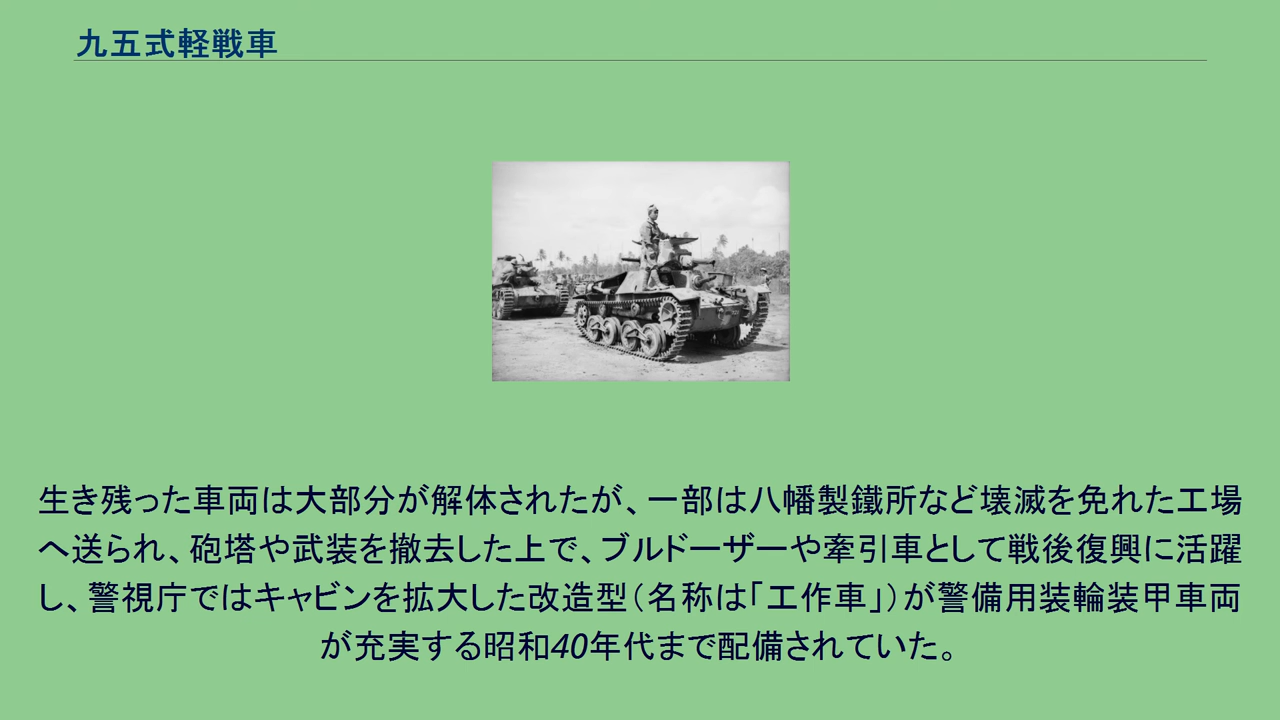 九五式軽戦車
生き残った車両は大部分が解体されたが、一部は八幡製鐵所など壊滅を免れた工場
へ送られ、砲塔や武装を撤去した上で、ブルドーザーや牽引車として戦後復興に活躍
し、警視庁ではキャビンを拡大した改造型（名称は「工作車」）が警備用装輪装甲車両
が充実する昭和40年代まで配備されていた。